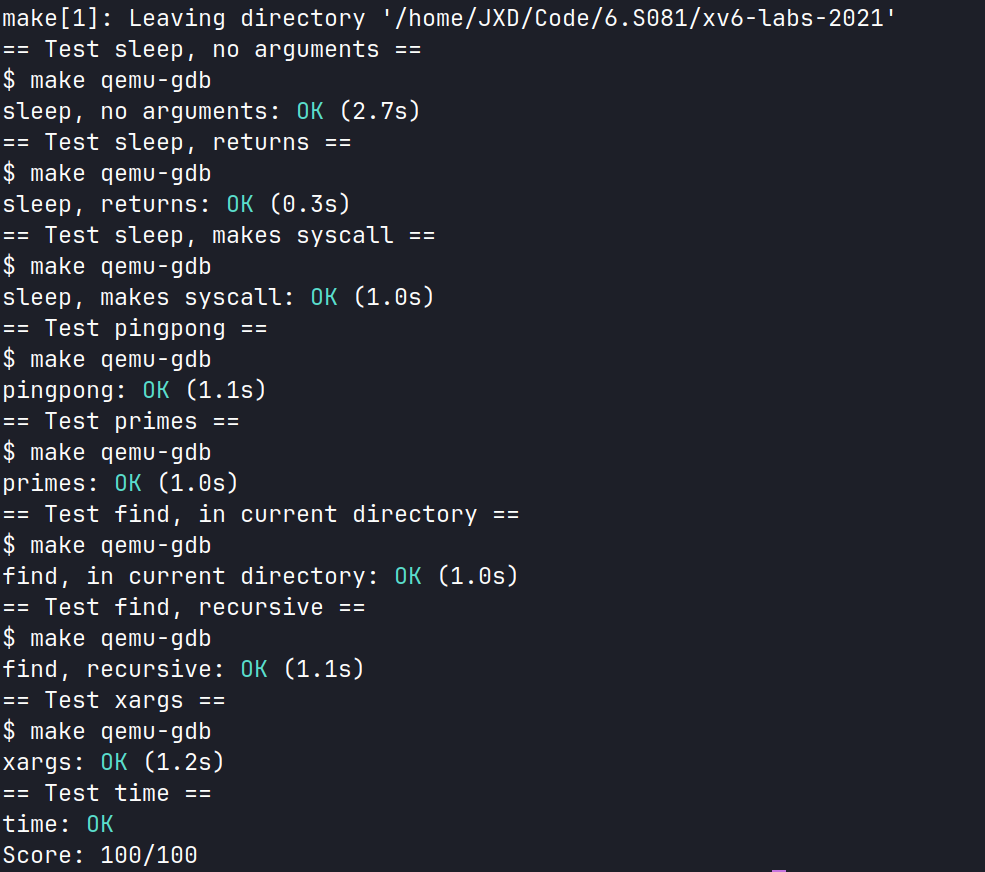 make[1]: Leaving directory '/home/JXD/Code/6.S081/xv6-labs-2021'
== Test sleep, no arguments ==
$ make qemu-gdb
sleep, no arguments: OK (2.7s)
== Test sleep, returns ==
$ make qemu-gdb
sleep, returns: OK (0.3s)
== Test sleep, makes syscall ==
$ make qemu-gdb
sleep, makes syscall: OK (1.0s)
== Test pingpong ==
$ make qemu-gdb
pingpong: OK (1.1s)
== Test primes ==
$ make qemu-gdb
primes: OK (1.0s)
== Test find, in current directory ==
$ make qemu-gdb
find, in current directory: OK (1.0s)
== Test find, recursive ==
$ make qemu-gdb
find, recursive: OK (1.1s)
== Test xargs ==
$ make qemu-gdb
xargs: OK (1.2s)
== Test time ==
time: OK
Score: 100/100